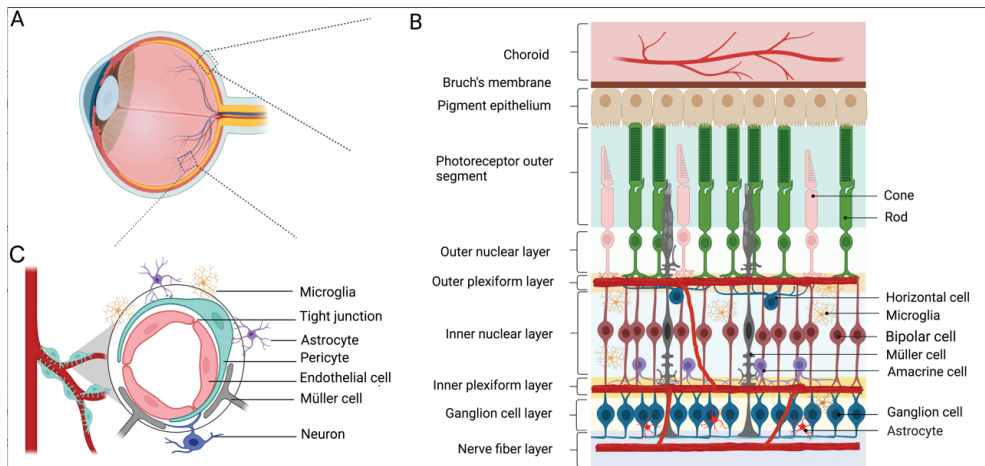 A
B
Choroid
Bruch's membrane
Pigment epithelium
Photoreceptor outer
segment
Cone
Rod
Outer nuclear layer
Outer plexiform layer
Horizontal cell
Microglia
Inner nuclear layer
Bipolar cell
Müller cell
Amacrine cell
Inner plexiform layer
Ganglion cell layer
Ganglion cell
Astrocyte
Nerve fiber layer
C
Microglia
Tight junction
Astrocyte
Pericyte
Endothelial cell
Müller cell
Neuron